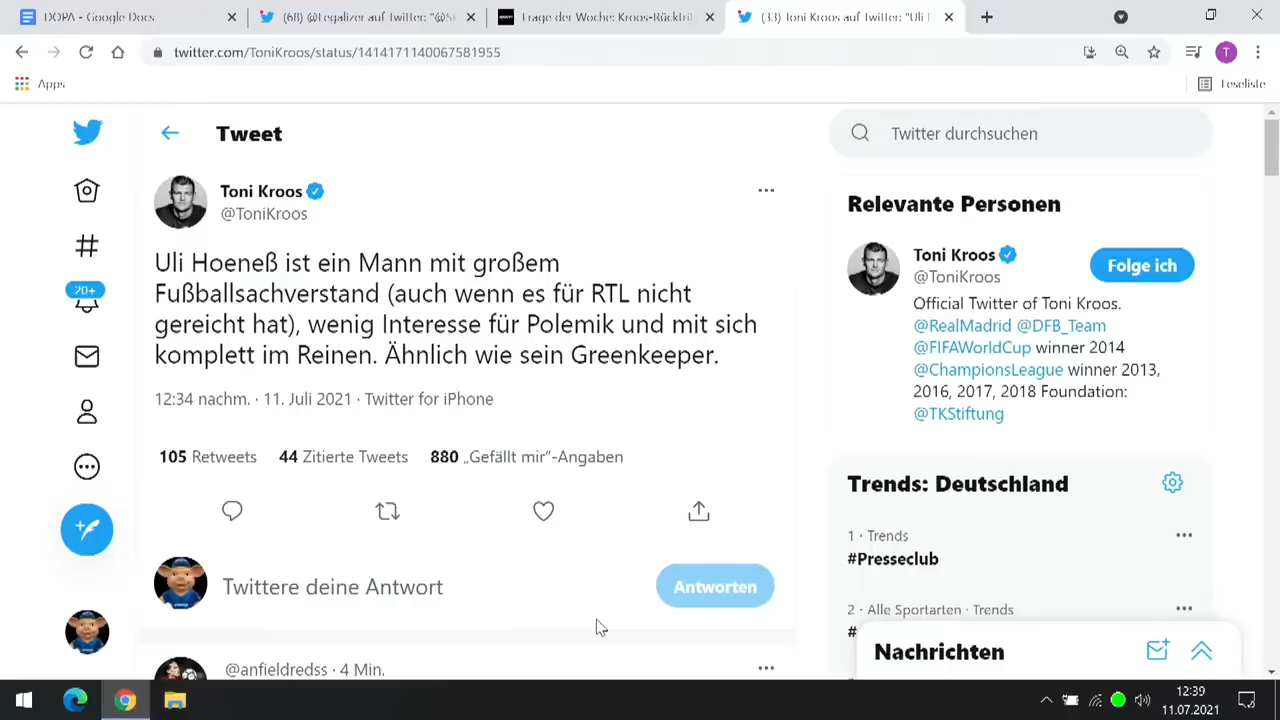 DOPA - Google Docs
(68) @Legalizer auf Twitter: "@
Frage der Woche: Kroos-Rücktrit
(33) Toni Kroos auf Twitter: "Uli
twitter.com/ToniKroos/status/1414171140067581955
T
Apps
Leseliste
Tweet
Twitter durchsuchen
Toni Kroos
@ToniKroos
Uli Hoeneß ist ein Mann mit großem
Fußballsachverstand (auch wenn es für RTL nicht
gereicht hat), wenig Interesse für Polemik und mit sich
komplett im Reinen. Ähnlich wie sein Greenkeeper.
12:34 nachm. · 11. Juli 2021 · Twitter for iPhone
105 Retweets 44 Zitierte Tweets 880 „Gefällt mir“-Angaben
20+
Twittere deine Antwort
Antworten
@anfieldredss · 4 Min.
Relevante Personen
Toni Kroos
@ToniKroos
Folge ich
Official Twitter of Toni Kroos.
@RealMadrid @DFB_Team
@FIFAWorldCup winner 2014
@ChampionsLeague winner 2013,
2016, 2017, 2018 Foundation:
@TKStiftung
Trends: Deutschland
1 · Trends
#Presseclub
2 · Alle Sportarten · Trends
#
Nachrichten
12:39
11.07.2021